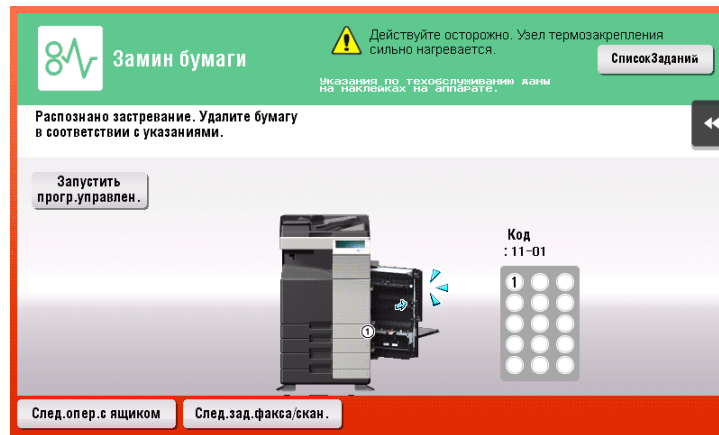 Замин бумаги
Действуйте осторожно. Узел термозакрепления
сильно нагревается.
СписокЗаданий
Указания по техобслуживанию даны
на наклейках на аппарате.
Распознано застревание. Удалите бумагу
в соответствии с указаниями.
Запустить
прогр.управлен.
Код
:11-01
1
1
След.опер.с ящиком
След.зад.факса/скан.